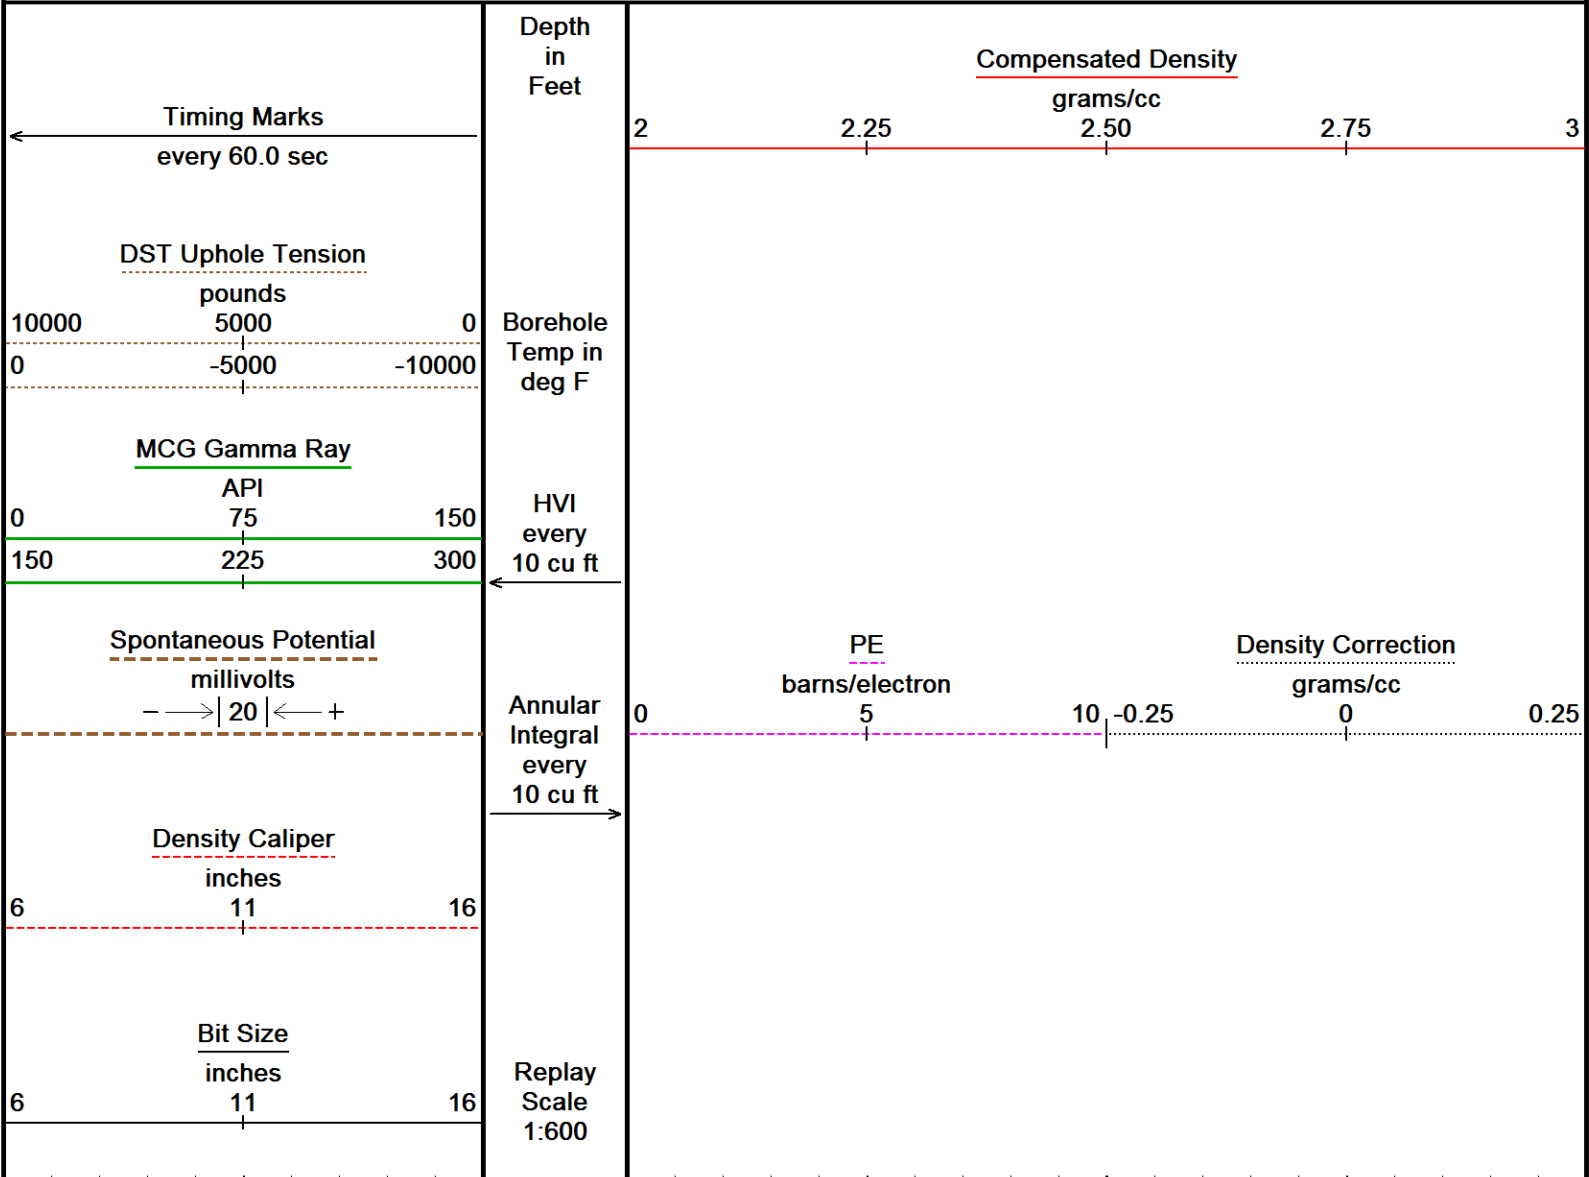 Timing Marks
every 60.0 sec
DST Uphole Tension
pounds
10000 5000 0
0 -5000 -10000
MCG Gamma Ray
API
0 75 150
150 225 300
Spontaneous Potential
millivolts
− 20 +
Density Caliper
inches
6 11 16
Bit Size
inches
6 11 16
Depth
in
Feet
Borehole
Temp in
deg F
HVI
every
10 cu ft
Annular
Integral
every
10 cu ft
Replay
Scale
1:600
Compensated Density
grams/cc
2 2.25 2.50 2.75 3
PE
barns/electron
0 5 10
Density Correction
grams/cc
-0.25 0 0.25